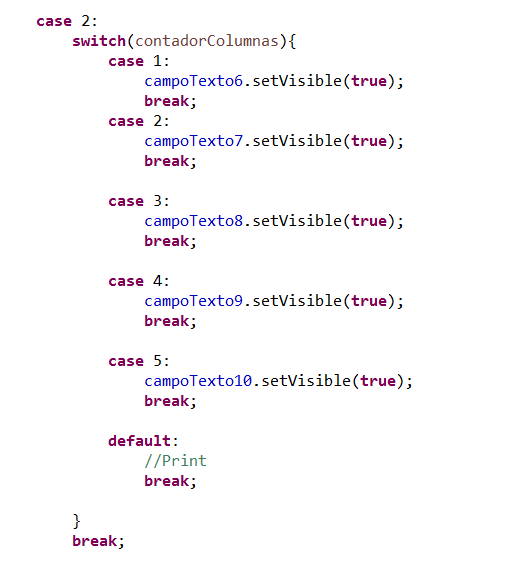 case 2:
switch(contadorColumnas){
case 1:
campoTexto6.setVisible(true);
break;
case 2:
campoTexto7.setVisible(true);
break;
case 3:
campoTexto8.setVisible(true);
break;
case 4:
campoTexto9.setVisible(true);
break;
case 5:
campoTexto10.setVisible(true);
break;
default:
//Print
break;
}
break;